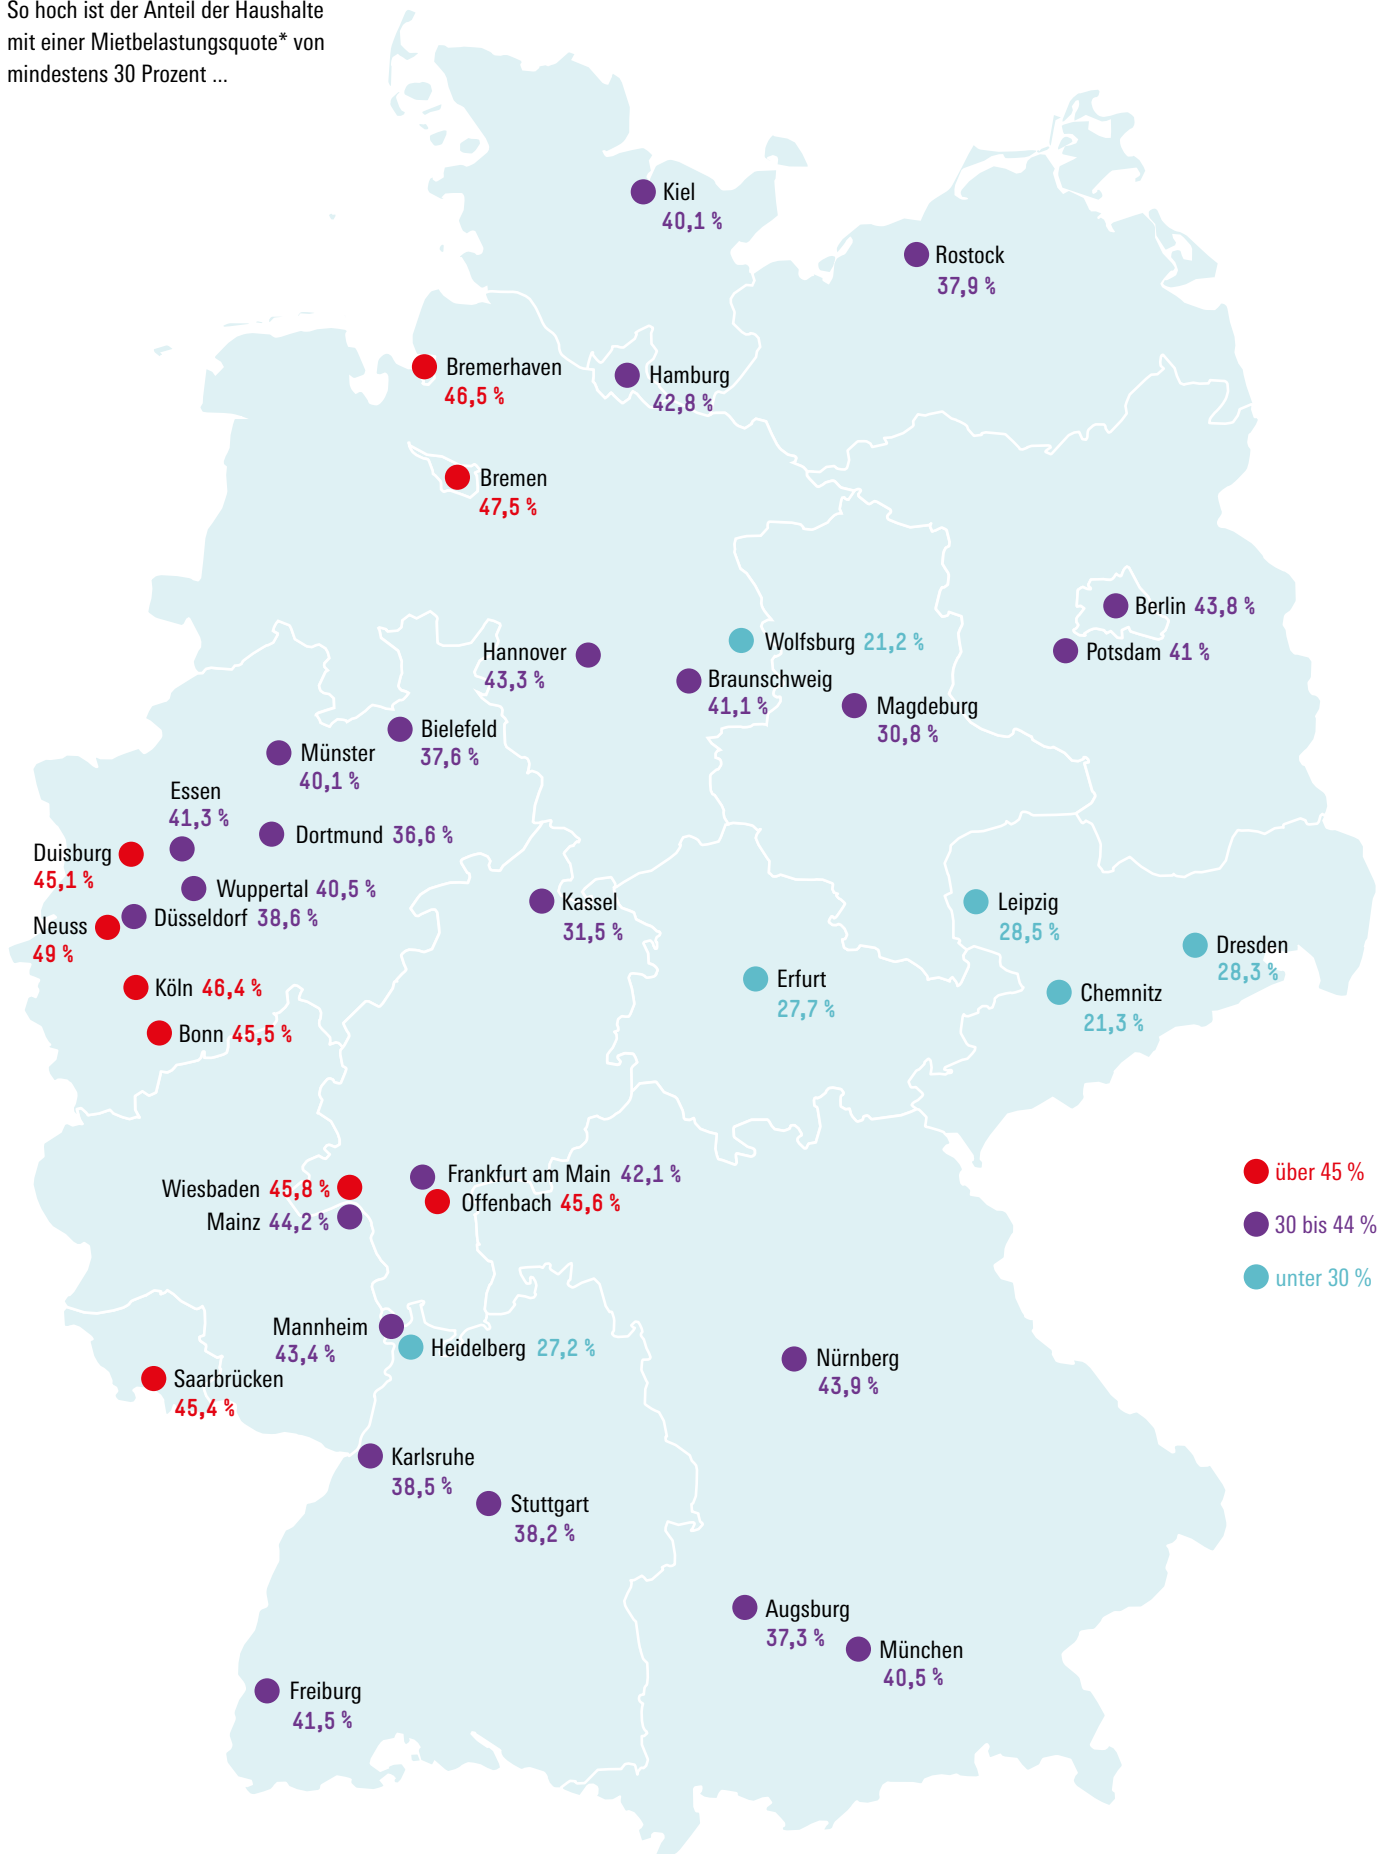 So hoch ist der Anteil der Haushalte
mit einer Mietbelastungsquote* von
mindestens 30 Prozent ...
Kiel
40,1 %
Rostock
37,9 %
Bremerhaven
46,5 %
Hamburg
42,8 %
Bremen
47,5 %
Berlin 43,8 %
Potsdam 41 %
Wolfsburg 21,2 %
Hannover
43,3 %
Braunschweig
41,1 %
Magdeburg
30,8 %
Bielefeld
37,6 %
Münster
40,1 %
Essen
41,3 %
Dortmund 36,6 %
Duisburg
45,1 %
Wuppertal 40,5 %
Düsseldorf 38,6 %
Neuss
49 %
Kassel
31,5 %
Leipzig
28,5 %
Dresden
28,3 %
Erfurt
27,7 %
Chemnitz
21,3 %
Köln 46,4 %
Bonn 45,5 %
Frankfurt am Main 42,1 %
Wiesbaden 45,8 %
Offenbach 45,6 %
Mainz 44,2 %
über 45 %
30 bis 44 %
unter 30 %
Mannheim
43,4 %
Heidelberg 27,2 %
Nürnberg
43,9 %
Saarbrücken
45,4 %
Karlsruhe
38,5 %
Stuttgart
38,2 %
Augsburg
37,3 %
München
40,5 %
Freiburg
41,5 %